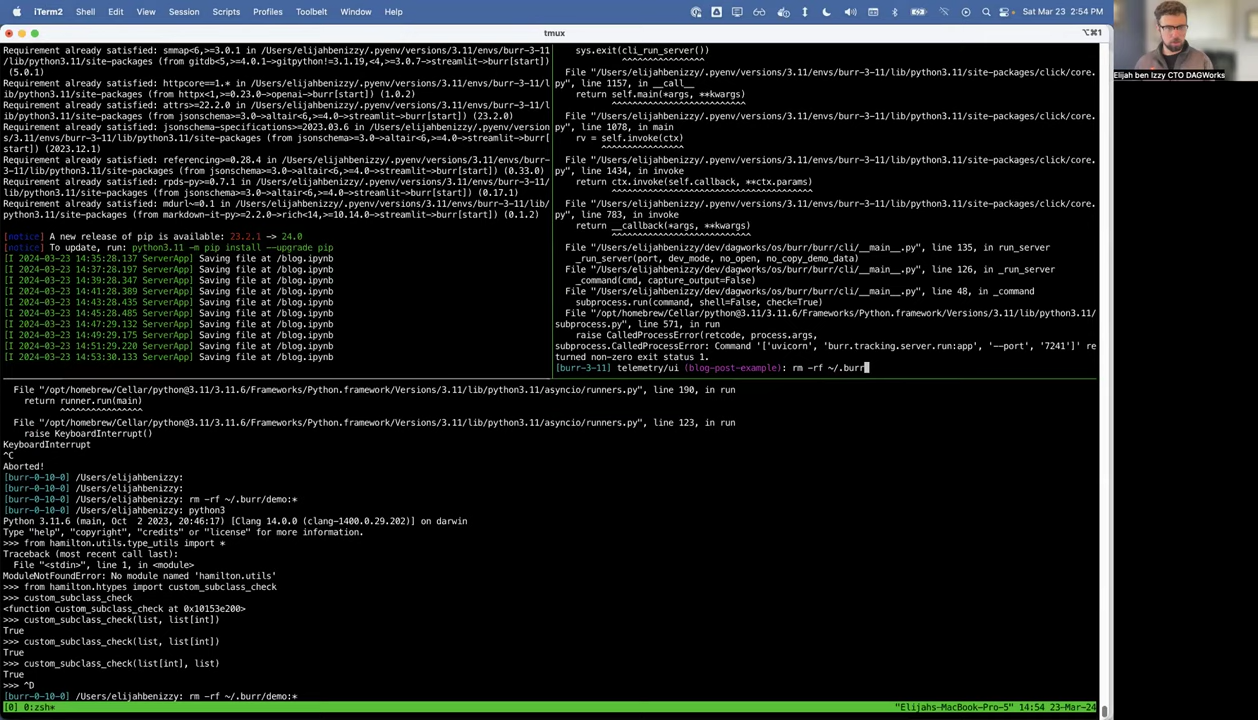 iTerm2 Shell Edit View Session Scripts Profiles Toolbelt Window Help
Sat Mar 23 2:54 PM
tmux
⌥⌘1
Requirement already satisfied: smmap<6,>=3.0.1 in /Users/elijahbenizzy/.pyenv/versions/3.11/envs/burr-3-11
/lib/python3.11/site-packages (from gitdb<5,>=4.0.1->gitpython!=3.1.19,<4,>=3.0.7->streamlit->burr[start])
(5.0.1)
Requirement already satisfied: httpcore==1.* in /Users/elijahbenizzy/.pyenv/versions/3.11/envs/burr-3-11/l
ib/python3.11/site-packages (from httpx<1,>=0.23.0->openai->burr[start]) (1.0.2)
Requirement already satisfied: attrs>=22.2.0 in /Users/elijahbenizzy/.pyenv/versions/3.11/envs/burr-3-11/l
ib/python3.11/site-packages (from jsonschema>=3.0->altair<6,>=4.0->streamlit->burr[start]) (23.2.0)
Requirement already satisfied: jsonschema-specifications>=2023.03.6 in /Users/elijahbenizzy/.pyenv/version
s/3.11/envs/burr-3-11/lib/python3.11/site-packages (from jsonschema>=3.0->altair<6,>=4.0->streamlit->burr[
start]) (2023.12.1)
Requirement already satisfied: referencing>=0.28.4 in /Users/elijahbenizzy/.pyenv/versions/3.11/envs/burr-
3-11/lib/python3.11/site-packages (from jsonschema>=3.0->altair<6,>=4.0->streamlit->burr[start]) (0.33.0)
Requirement already satisfied: rpds-py>=0.7.1 in /Users/elijahbenizzy/.pyenv/versions/3.11/envs/burr-3-11/
lib/python3.11/site-packages (from jsonschema>=3.0->altair<6,>=4.0->streamlit->burr[start]) (0.17.1)
Requirement already satisfied: mdurl~=0.1 in /Users/elijahbenizzy/.pyenv/versions/3.11/envs/burr-3-11/lib/
python3.11/site-packages (from markdown-it-py>=2.2.0->rich<14,>=10.14.0->streamlit->burr[start]) (0.1.2)
[notice] A new release of pip is available: 23.2.1 -> 24.0
[notice] To update, run: python3.11 -m pip install --upgrade pip
[I 2024-03-23 14:35:28.137 ServerApp] Saving file at /blog.ipynb
[I 2024-03-23 14:37:28.197 ServerApp] Saving file at /blog.ipynb
[I 2024-03-23 14:39:28.347 ServerApp] Saving file at /blog.ipynb
[I 2024-03-23 14:41:28.389 ServerApp] Saving file at /blog.ipynb
[I 2024-03-23 14:43:28.435 ServerApp] Saving file at /blog.ipynb
[I 2024-03-23 14:45:28.485 ServerApp] Saving file at /blog.ipynb
[I 2024-03-23 14:47:29.132 ServerApp] Saving file at /blog.ipynb
[I 2024-03-23 14:49:29.175 ServerApp] Saving file at /blog.ipynb
[I 2024-03-23 14:51:29.220 ServerApp] Saving file at /blog.ipynb
[I 2024-03-23 14:53:30.133 ServerApp] Saving file at /blog.ipynb
sys.exit(cli_run_server())
^^^^^^^^^^^^^^^^
File "/Users/elijahbenizzy/.pyenv/versions/3.11/envs/burr-3-11/lib/python3.11/site-packages/click/core.
py", line 1157, in __call__
return self.main(*args, **kwargs)
^^^^^^^^^^^^^^^^^^^^^^^^^^
File "/Users/elijahbenizzy/.pyenv/versions/3.11/envs/burr-3-11/lib/python3.11/site-packages/click/core.
py", line 1078, in main
rv = self.invoke(ctx)
^^^^^^^^^^^^^^^^
File "/Users/elijahbenizzy/.pyenv/versions/3.11/envs/burr-3-11/lib/python3.11/site-packages/click/core.
py", line 1434, in invoke
return ctx.invoke(self.callback, **ctx.params)
^^^^^^^^^^^^^^^^^^^^^^^^^^^^^^^^^^^^^^^
File "/Users/elijahbenizzy/.pyenv/versions/3.11/envs/burr-3-11/lib/python3.11/site-packages/click/core.
py", line 783, in invoke
return __callback(*args, **kwargs)
^^^^^^^^^^^^^^^^^^^^^^^^^^^
File "/Users/elijahbenizzy/dev/dagworks/os/burr/burr/cli/__main__.py", line 135, in run_server
_run_server(port, dev_mode, no_open, no_copy_demo_data)
File "/Users/elijahbenizzy/dev/dagworks/os/burr/burr/cli/__main__.py", line 126, in _run_server
_command(cmd, capture_output=False)
File "/Users/elijahbenizzy/dev/dagworks/os/burr/burr/cli/__main__.py", line 48, in _command
subprocess.run(command, shell=False, check=True)
File "/opt/homebrew/Cellar/python@3.11/3.11.6/Frameworks/Python.framework/Versions/3.11/lib/python3.11/
subprocess.py", line 571, in run
raise CalledProcessError(retcode, process.args,
subprocess.CalledProcessError: Command '['uvicorn', 'burr.tracking.server.run:app', '--port', '7241']' re
turned non-zero exit status 1.
[burr-3-11] telemetry/ui (blog-post-example): rm -rf ~/.burr
File "/opt/homebrew/Cellar/python@3.11/3.11.6/Frameworks/Python.framework/Versions/3.11/lib/python3.11/asyncio/runners.py", line 190, in run
return runner.run(main)
^^^^^^^^^^^^^^^^
File "/opt/homebrew/Cellar/python@3.11/3.11.6/Frameworks/Python.framework/Versions/3.11/lib/python3.11/asyncio/runners.py", line 123, in run
raise KeyboardInterrupt()
KeyboardInterrupt
^C
Aborted!
[burr-0-10-0] /Users/elijahbenizzy:
[burr-0-10-0] /Users/elijahbenizzy:
[burr-0-10-0] /Users/elijahbenizzy: rm -rf ~/.burr/demo:*
[burr-0-10-0] /Users/elijahbenizzy: python3
Python 3.11.6 (main, Oct  2 2023, 20:46:17) [Clang 14.0.0 (clang-1400.0.29.202)] on darwin
Type "help", "copyright", "credits" or "license" for more information.
>>> from hamilton.utils.type_utils import *
Traceback (most recent call last):
File "<stdin>", line 1, in <module>
ModuleNotFoundError: No module named 'hamilton.utils'
>>> from hamilton.htypes import custom_subclass_check
>>> custom_subclass_check
<function custom_subclass_check at 0x10153e200>
>>> custom_subclass_check(list, list[int])
True
>>> custom_subclass_check(list, list[int])
True
>>> custom_subclass_check(list[int], list)
True
>>> ^D
[burr-0-10-0] /Users/elijahbenizzy: rm -rf ~/.burr/demo:*
[0] 0:zsh*
"Elijahs-MacBook-Pro-5" 14:54 23-Mar-24
Elijah ben Izzy CTO DAGWorks